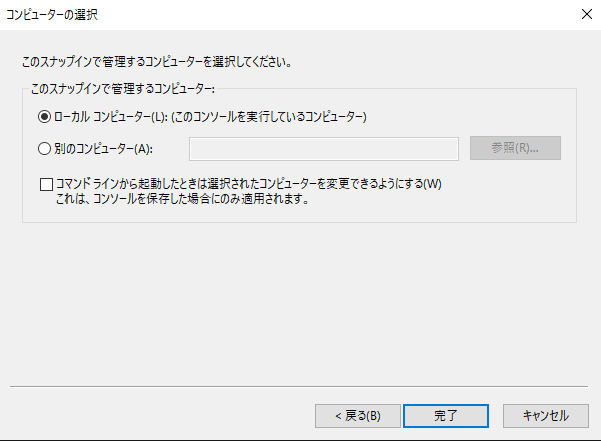 コンピューターの選択
このスナップインで管理するコンピューターを選択してください。
このスナップインで管理するコンピューター:
ローカル コンピューター(L): (このコンソールを実行しているコンピューター)
別のコンピューター(A):
参照(R)...
コマンド ラインから起動したときは選択されたコンピューターを変更できるようにする(W)
これは、コンソールを保存した場合にのみ適用されます。
< 戻る(B)
完了
キャンセル